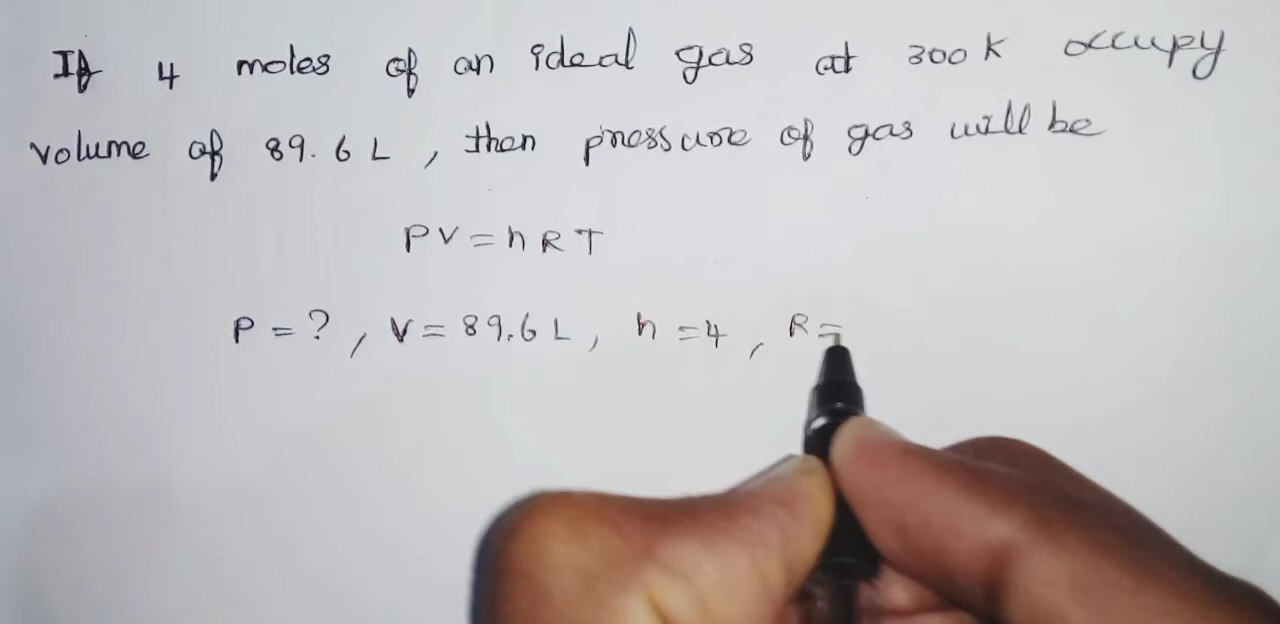 If 4 moles of an ideal gas at 300 K occupy
volume of 89.6 L, then pressure of gas will be
PV = nRT
P = ?, V = 89.6 L, n = 4, R =